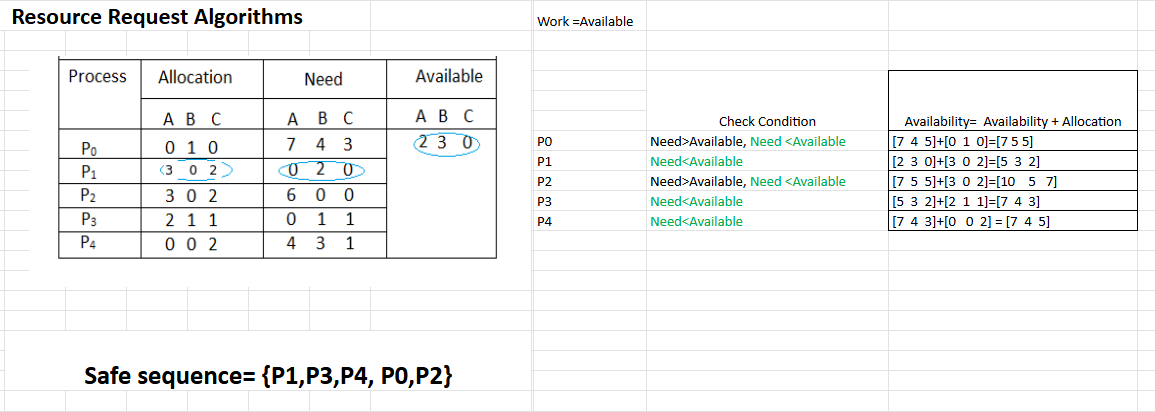 Resource Request Algorithms
Work =Available
Process Allocation Need Available
A B C A B C A B C
P0 0 1 0 7 4 3 2 3 0
P1 3 0 2 0 2 0
P2 3 0 2 6 0 0
P3 2 1 1 0 1 1
P4 0 0 2 4 3 1
Check Condition Availability= Availability + Allocation
P0 Need>Available, Need <Available [7 4 5]+[0 1 0]=[7 5 5]
P1 Need<Available [2 3 0]+[3 0 2]=[5 3 2]
P2 Need>Available, Need <Available [7 5 5]+[3 0 2]=[10 5 7]
P3 Need<Available [5 3 2]+[2 1 1]=[7 4 3]
P4 Need<Available [7 4 3]+[0 0 2] = [7 4 5]
Safe sequence= {P1,P3,P4, P0,P2}